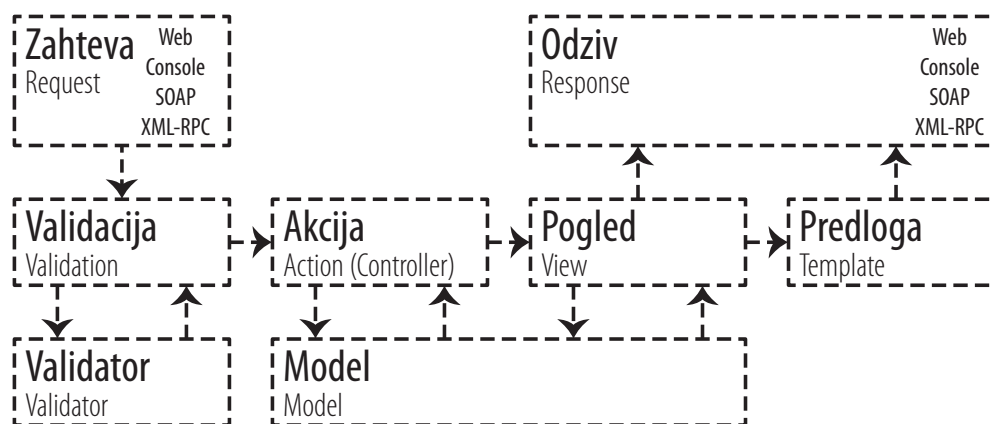 Zahteva
Request
Web
Console
SOAP
XML-RPC
Odziv
Response
Web
Console
SOAP
XML-RPC
Validacija
Validation
Akcija
Action (Controller)
Pogled
View
Predloga
Template
Validator
Validator
Model
Model